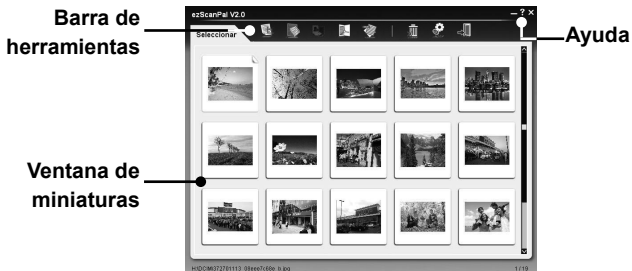 Barra de
herramientas
ezScanPal V2.0
Seleccionar
Ayuda
Ventana de
miniaturas
1 / 19